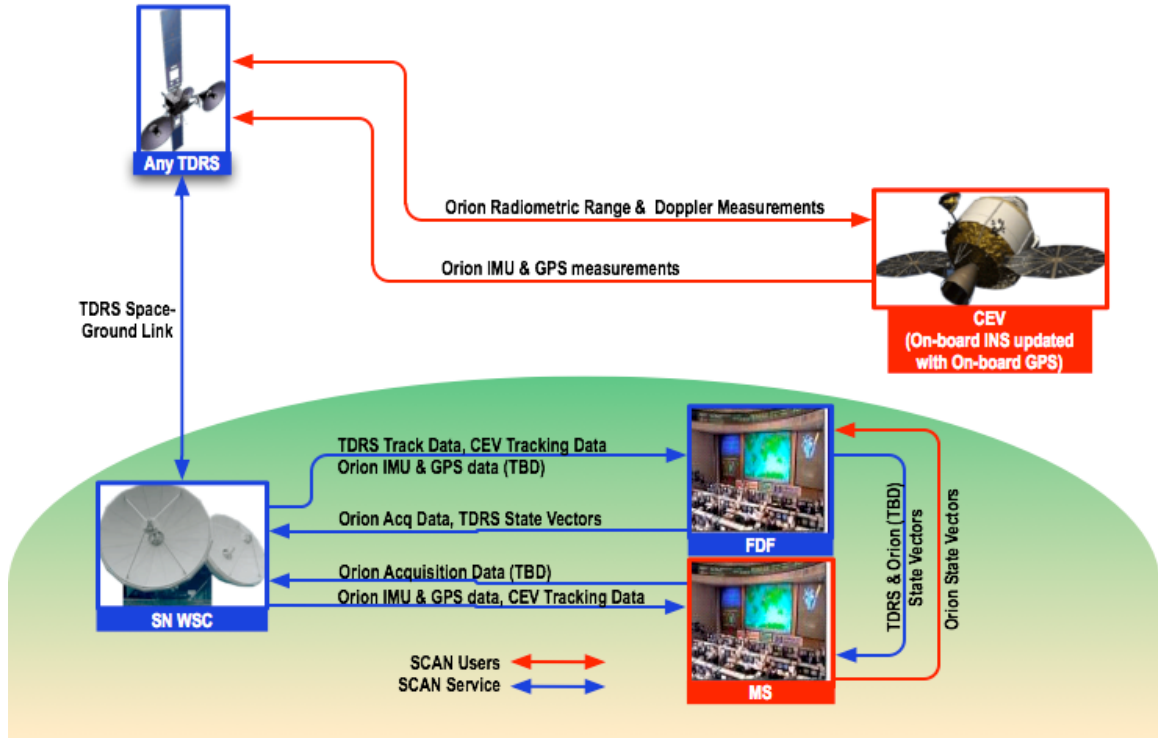 Any TDRS
Orion Radiometric Range & Doppler Measurements
Orion IMU & GPS measurements
TDRS Space-
Ground Link
CEV
(On-board INS updated
with On-board GPS)
TDRS Track Data, CEV Tracking Data
Orion IMU & GPS data (TBD)
Orion Acq Data, TDRS State Vectors
FDF
Orion Acquisition Data (TBD)
Orion IMU & GPS data, CEV Tracking Data
SN WSC
TDRS & Orion (TBD)
State Vectors
Orion State Vectors
SCAN Users
SCAN Service
MS